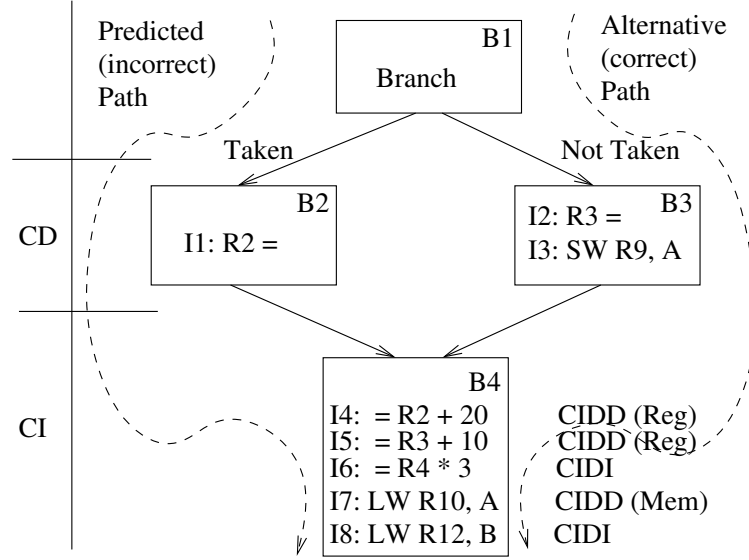 Predicted
(incorrect)
Path
B1
Branch
Alternative
(correct)
Path
Taken
Not Taken
CD
B2
I1: R2 =
B3
I2: R3 =
I3: SW R9, A
CI
B4
I4:  = R2 + 20
CIDD (Reg)
I5:  = R3 + 10
CIDD (Reg)
I6:  = R4 * 3
CIDI
I7: LW R10, A
CIDD (Mem)
I8: LW R12, B
CIDI